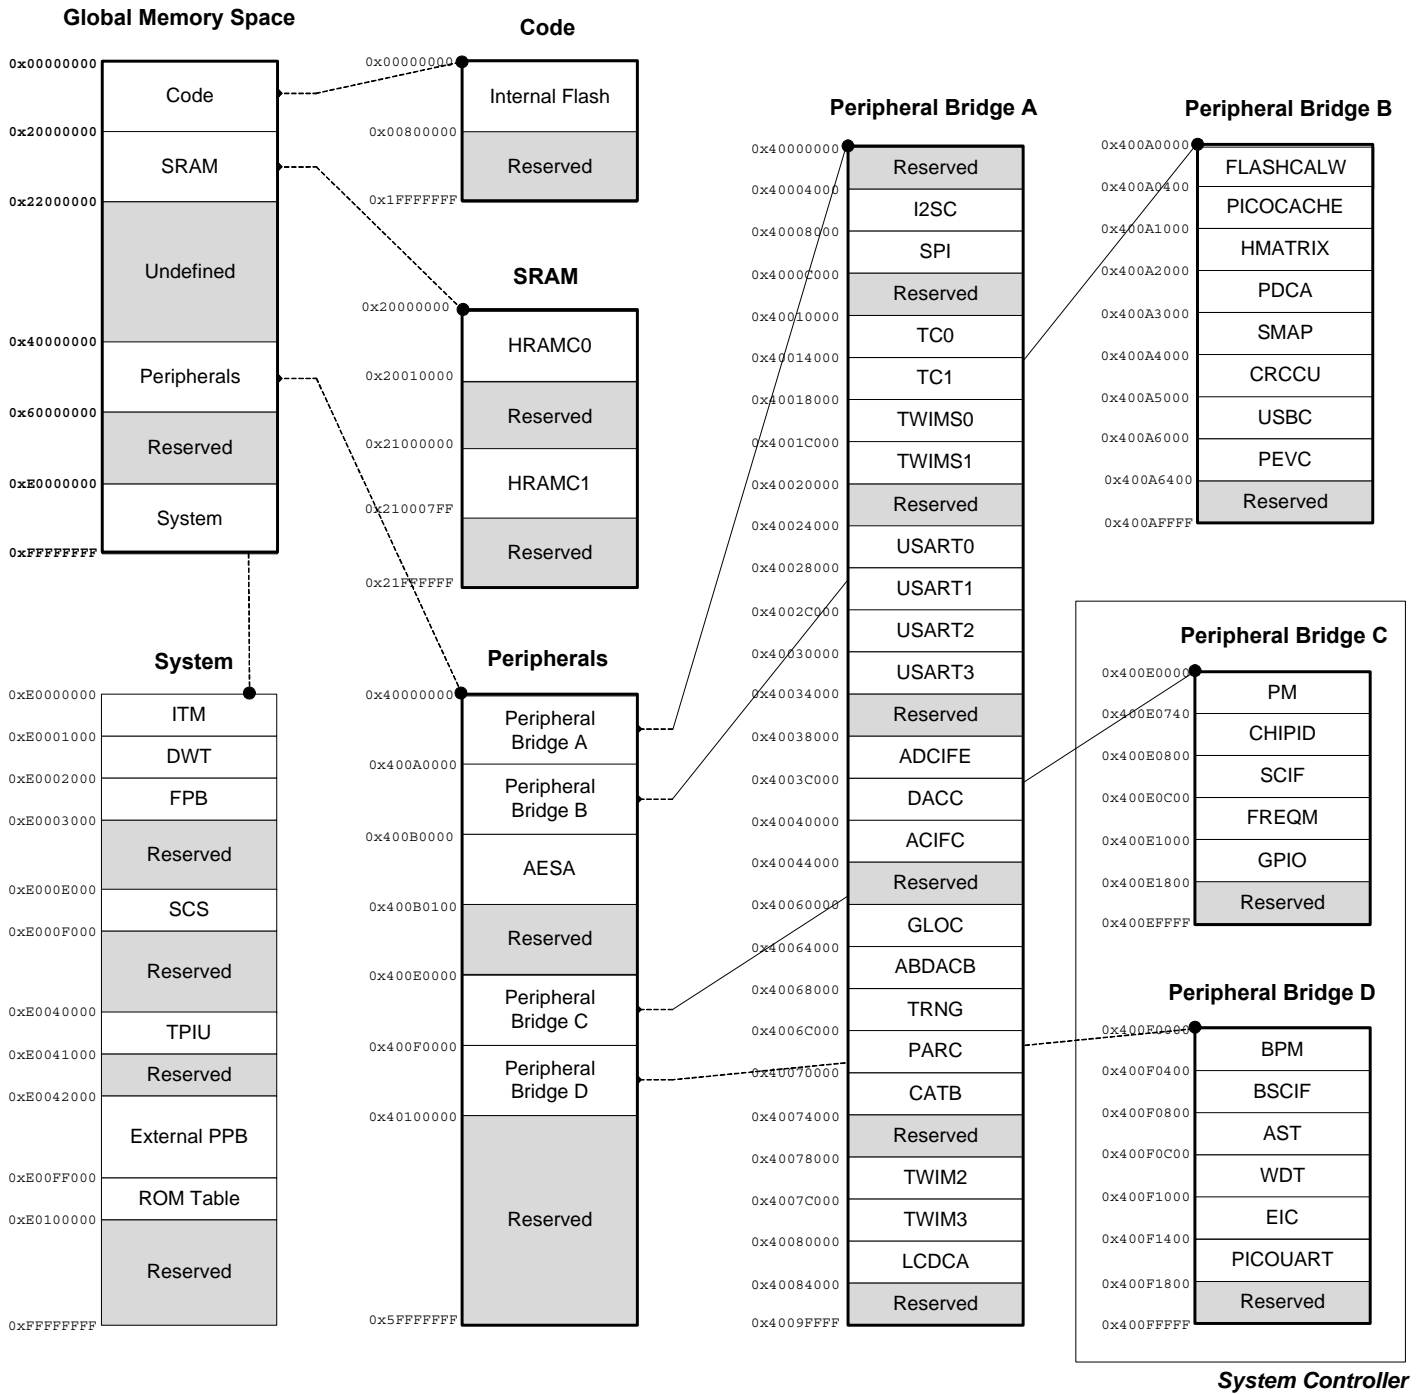 Global Memory Space
0x00000000
Code
0x20000000
SRAM
0x22000000
Undefined
0x40000000
Peripherals
0x60000000
Reserved
0xE0000000
System
0xFFFFFFFF
Code
0x00000000
Internal Flash
0x00800000
Reserved
0x1FFFFFFF
SRAM
0x20000000
HRAMC0
0x20010000
Reserved
0x21000000
HRAMC1
0x210007FF
Reserved
0x21FFFFFF
System
0xE0000000
ITM
0xE0001000
DWT
0xE0002000
FPB
0xE0003000
Reserved
0xE000E000
SCS
0xE000F000
Reserved
0xE0040000
TPIU
0xE0041000
Reserved
0xE0042000
External PPB
0xE00FF000
ROM Table
0xE0100000
Reserved
0xFFFFFFFF
Peripherals
0x40000000
Peripheral
Bridge A
0x400A0000
Peripheral
Bridge B
0x400B0000
AESA
0x400B0100
Reserved
0x400E0000
Peripheral
Bridge C
0x400F0000
Peripheral
Bridge D
0x40100000
Reserved
0x5FFFFFFF
Peripheral Bridge A
0x40000000
Reserved
0x40004000
I2SC
0x40008000
SPI
0x4000C000
Reserved
0x40010000
TC0
0x40014000
TC1
0x40018000
TWIMS0
0x4001C000
TWIMS1
0x40020000
Reserved
0x40024000
USART0
0x40028000
USART1
0x4002C000
USART2
0x40030000
USART3
0x40034000
Reserved
0x40038000
ADCIFE
0x4003C000
DACC
0x40040000
ACIFC
0x40044000
Reserved
0x40060000
GLOC
0x40064000
ABDACB
0x40068000
TRNG
0x4006C000
PARC
0x40070000
CATB
0x40074000
Reserved
0x40078000
TWIM2
0x4007C000
TWIM3
0x40080000
LCDCA
0x40084000
Reserved
0x4009FFFF
Peripheral Bridge B
0x400A0000
FLASHCALW
0x400A0400
PICOCACHE
0x400A1000
HMATRIX
0x400A2000
PDCA
0x400A3000
SMAP
0x400A4000
CRCCU
0x400A5000
USBC
0x400A6000
PEVC
0x400A6400
Reserved
0x400AFFFF
Peripheral Bridge C
0x400E0000
PM
0x400E0740
CHIPID
0x400E0800
SCIF
0x400E0C00
FREQM
0x400E1000
GPIO
0x400E1800
Reserved
0x400EFFFF
Peripheral Bridge D
0x400F0000
BPM
0x400F0400
BSCIF
0x400F0800
AST
0x400F0C00
WDT
0x400F1000
EIC
0x400F1400
PICOUART
0x400F1800
Reserved
0x400FFFFF
System Controller